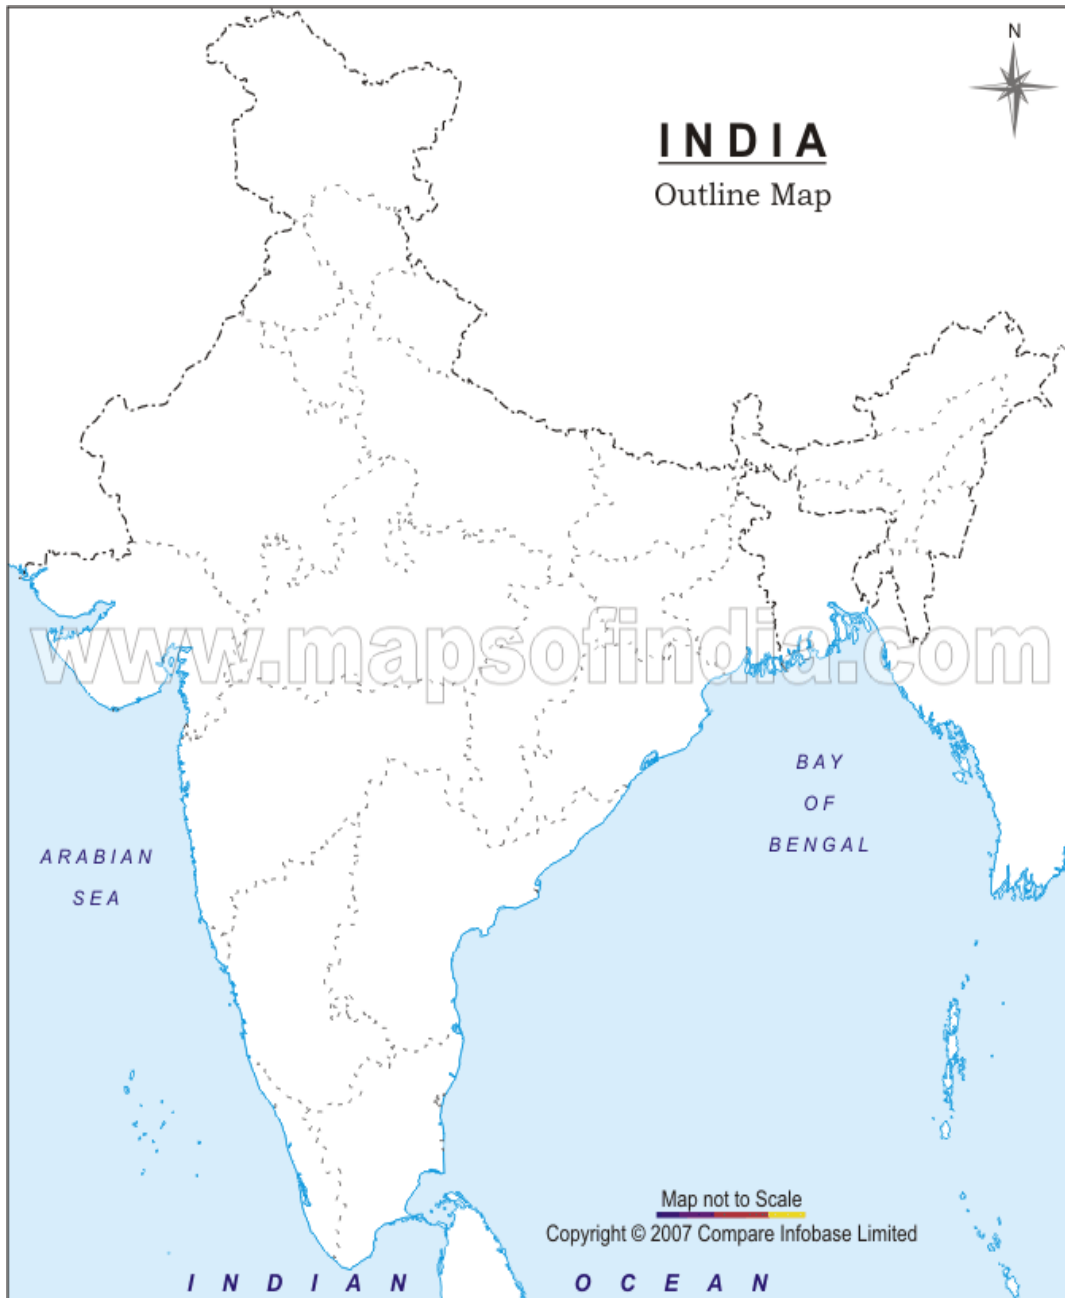 N
INDIA
Outline Map
www.mapsofindia.com
BAY
OF
BENGAL
ARABIAN
SEA
Map not to Scale
Copyright © 2007 Compare Infobase Limited
INDIAN OCEAN